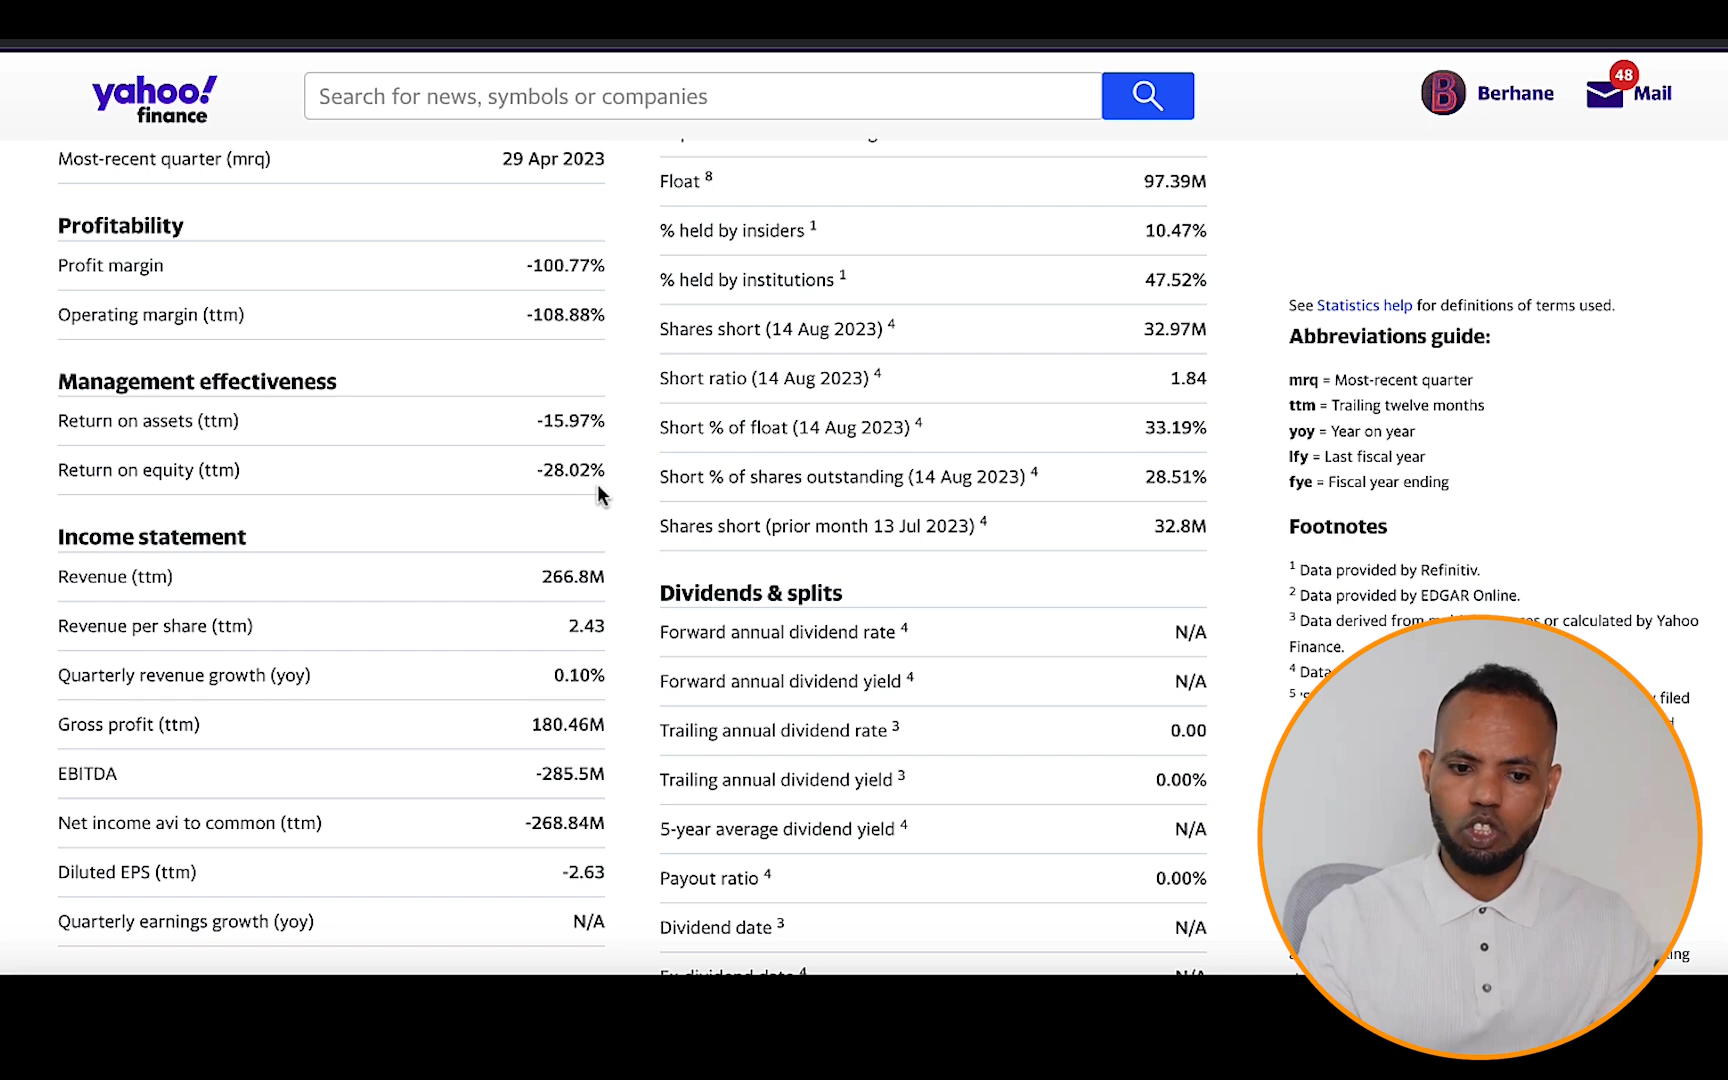 yahoo!
finance
Search for news, symbols or companies
B
Berhane
48
Mail
Most-recent quarter (mrq) 29 Apr 2023
Profitability
Profit margin -100.77%
Operating margin (ttm) -108.88%
Management effectiveness
Return on assets (ttm) -15.97%
Return on equity (ttm) -28.02%
Income statement
Revenue (ttm) 266.8M
Revenue per share (ttm) 2.43
Quarterly revenue growth (yoy) 0.10%
Gross profit (ttm) 180.46M
EBITDA -285.5M
Net income avi to common (ttm) -268.84M
Diluted EPS (ttm) -2.63
Quarterly earnings growth (yoy) N/A
Float 8 97.39M
% held by insiders 1 10.47%
% held by institutions 1 47.52%
Shares short (14 Aug 2023) 4 32.97M
Short ratio (14 Aug 2023) 4 1.84
Short % of float (14 Aug 2023) 4 33.19%
Short % of shares outstanding (14 Aug 2023) 4 28.51%
Shares short (prior month 13 Jul 2023) 4 32.8M
Dividends & splits
Forward annual dividend rate 4 N/A
Forward annual dividend yield 4 N/A
Trailing annual dividend rate 3 0.00
Trailing annual dividend yield 3 0.00%
5-year average dividend yield 4 N/A
Payout ratio 4 0.00%
Dividend date 3 N/A
Ex-dividend date 4 N/A
See Statistics help for definitions of terms used.
Abbreviations guide:
mrq = Most-recent quarter
ttm = Trailing twelve months
yoy = Year on year
lfy = Last fiscal year
fye = Fiscal year ending
Footnotes
1 Data provided by Refinitiv.
2 Data provided by EDGAR Online.
3 Data derived from or calculated by Yahoo
Finance.
4 Data
5 filed